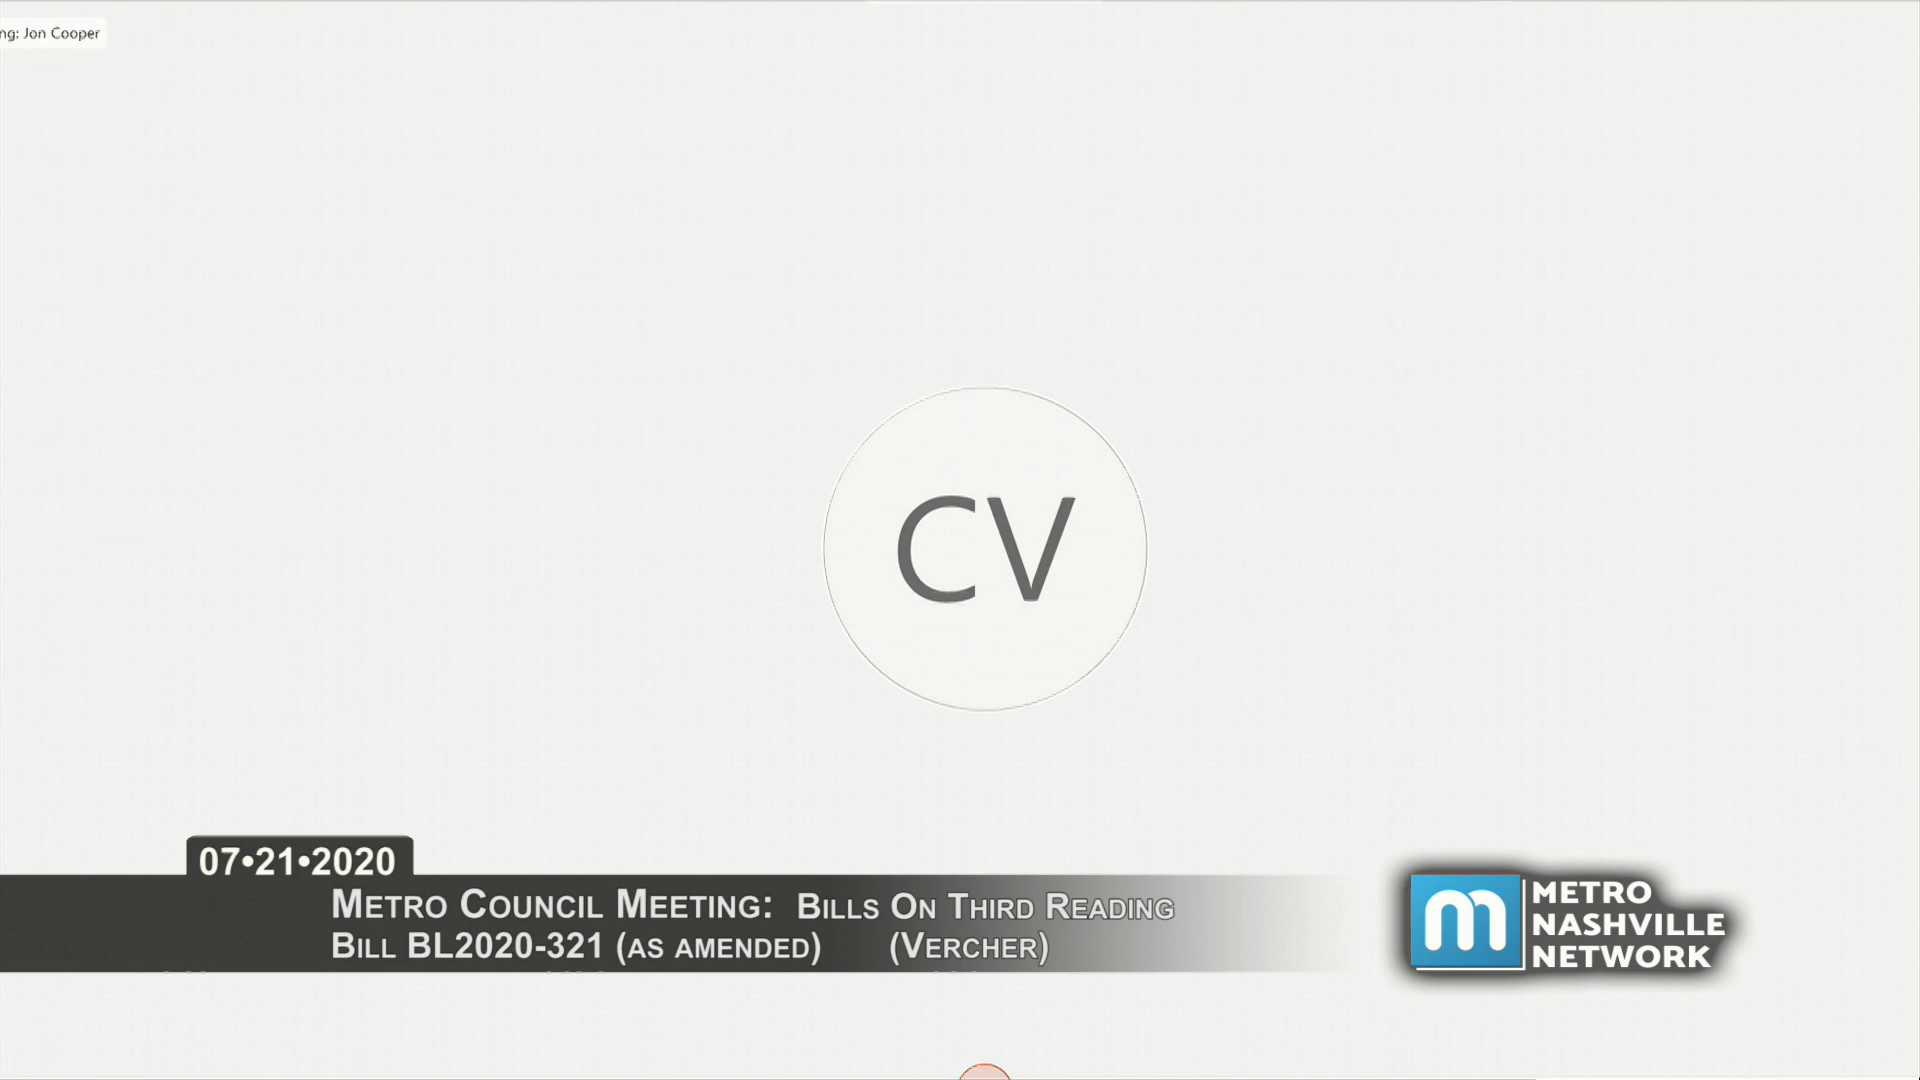 ng: Jon Cooper
CV
07•21•2020
METRO COUNCIL MEETING: BILLS ON THIRD READING
BILL BL2020-321 (AS AMENDED) (VERCHER)
m METRO
NASHVILLE
NETWORK